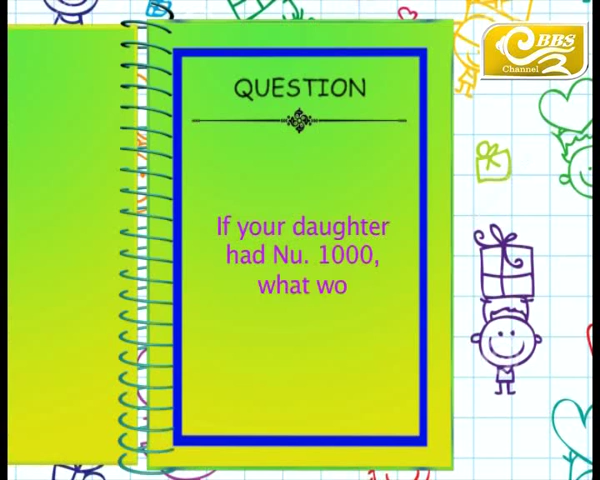 BBS
Channel 2
QUESTION
If your daughter
had Nu. 1000,
what wo